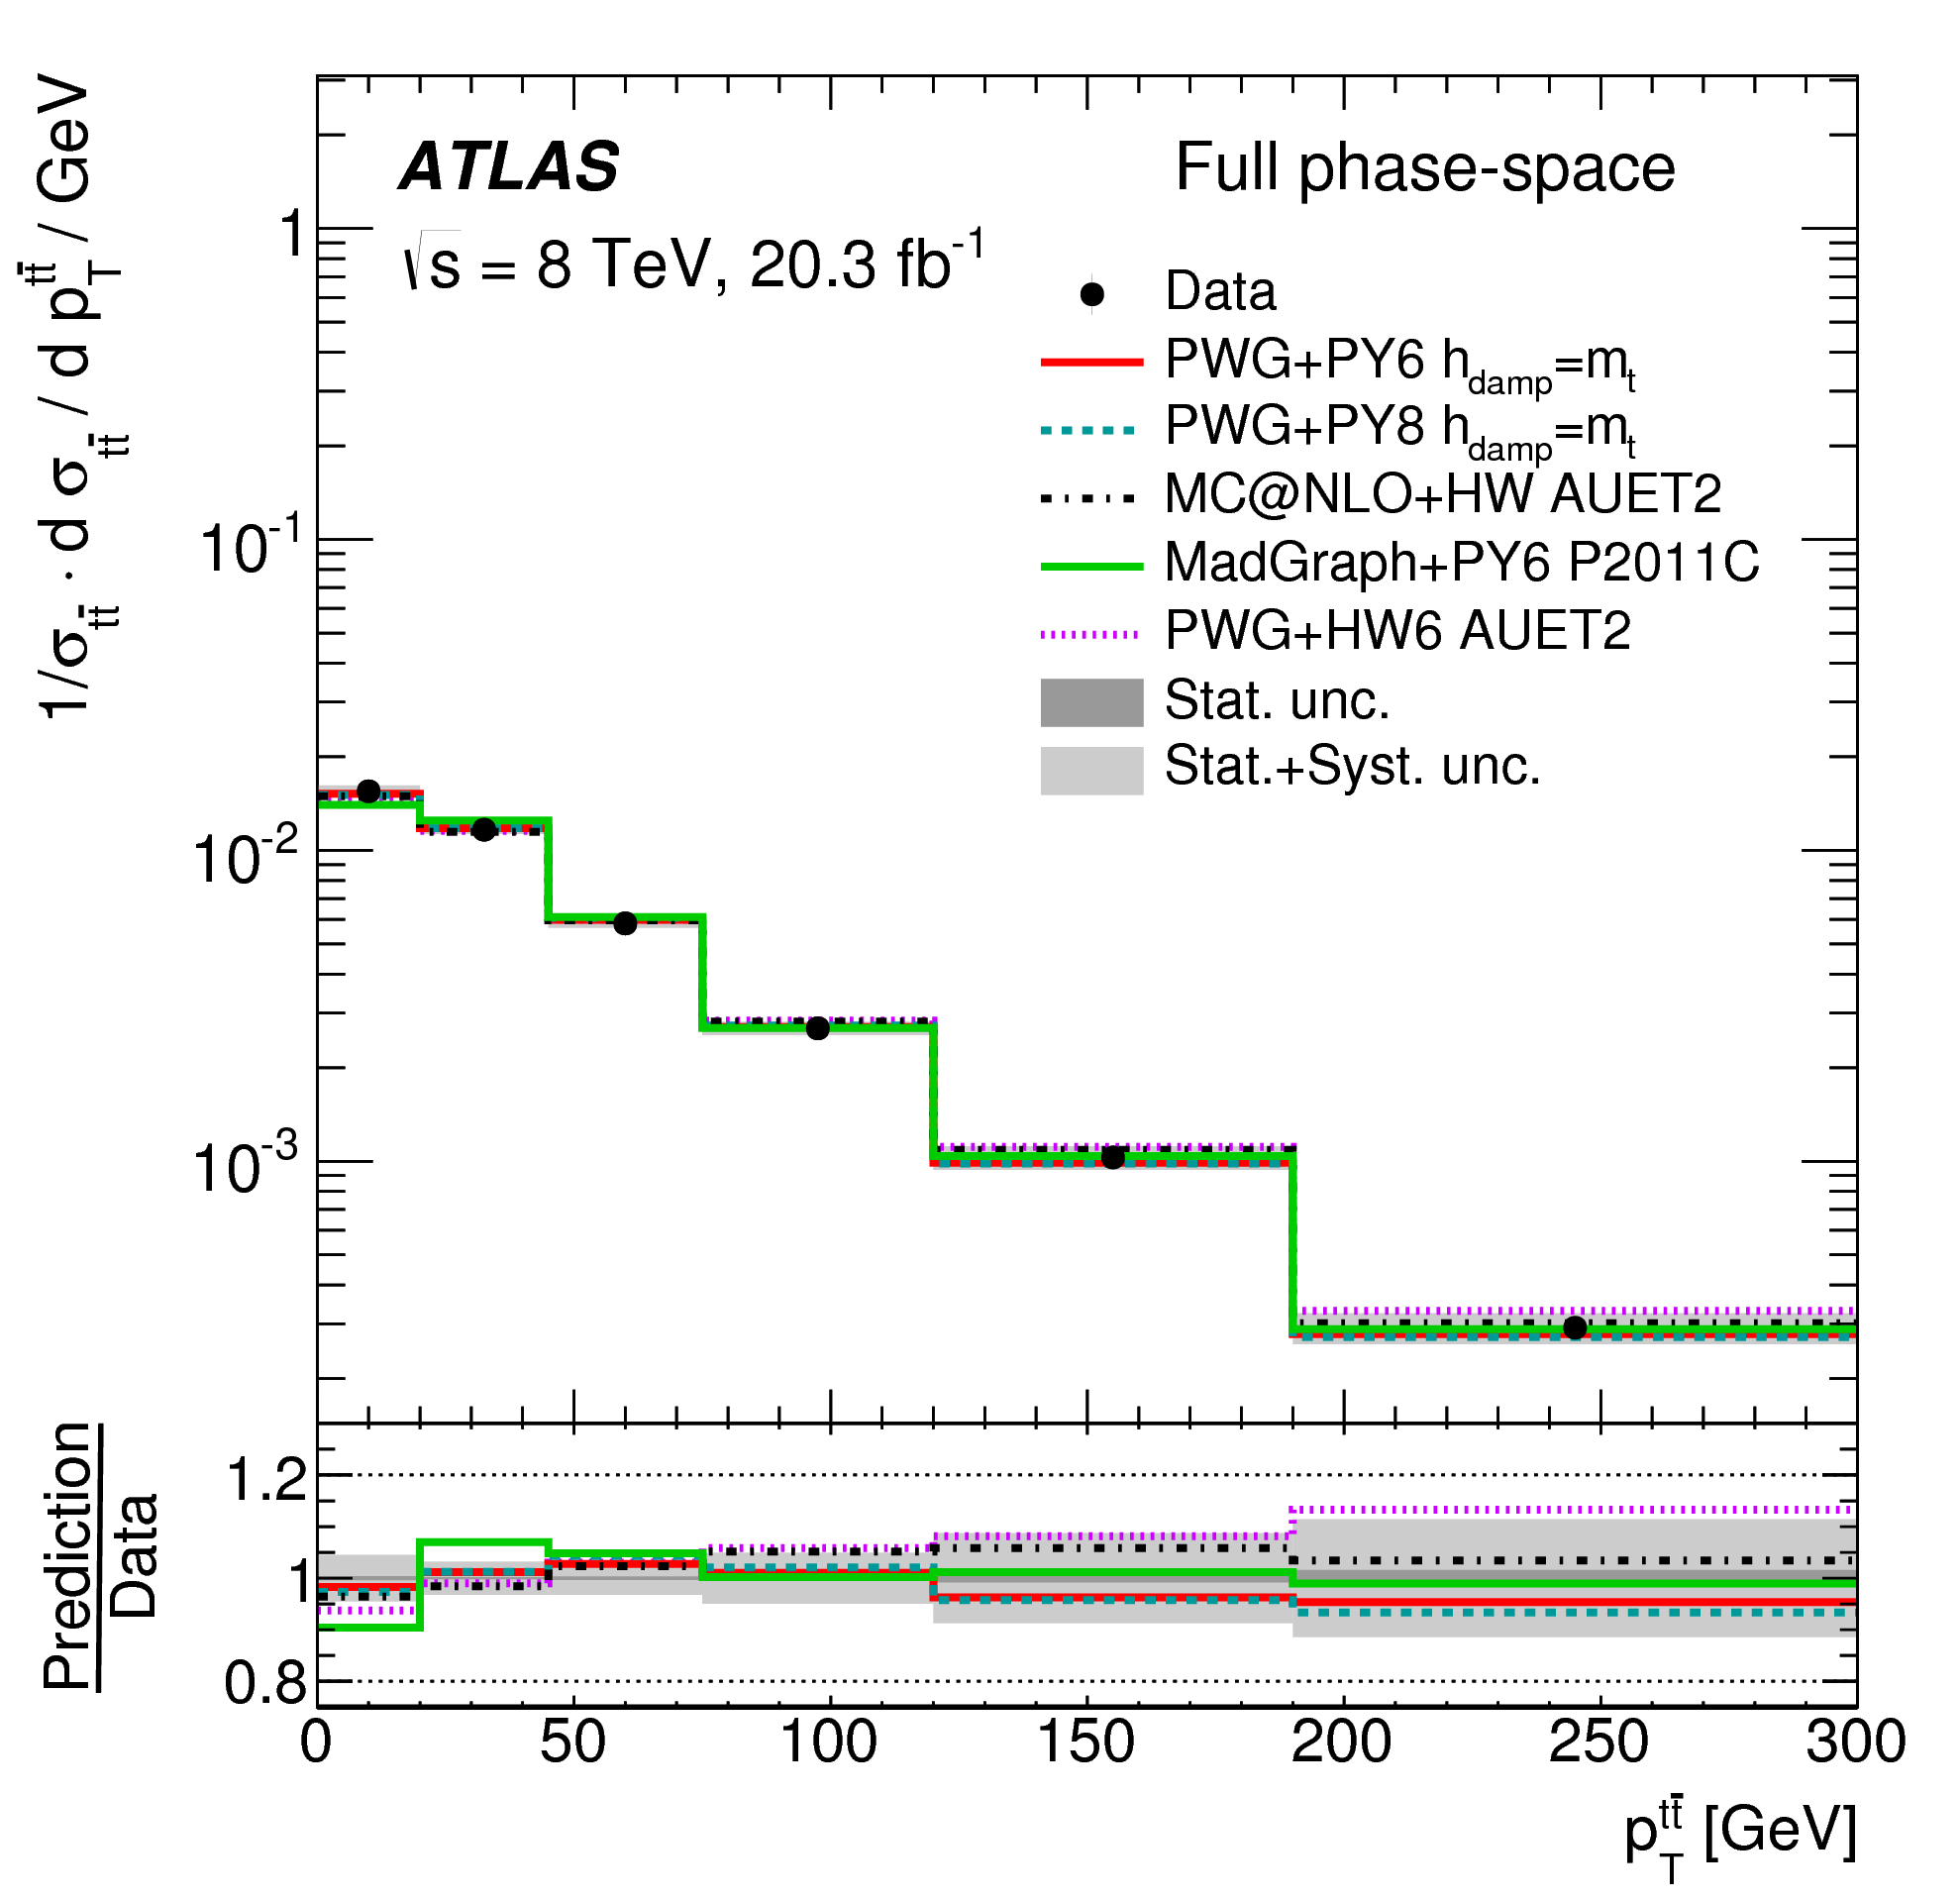 ATLAS
Full phase-space
√s = 8 TeV, 20.3 fb⁻¹
Data
PWG+PY6 h_damp=m_t
PWG+PY8 h_damp=m_t
MC@NLO+HW AUET2
MadGraph+PY6 P2011C
PWG+HW6 AUET2
Stat. unc.
Stat.+Syst. unc.
1/σ_tt̄ · d σ_tt̄ / d p_T^tt̄ / GeV
1
10⁻¹
10⁻²
10⁻³
Prediction
Data
1.2
1
0.8
0 50 100 150 200 250 300
p_T^tt̄ [GeV]